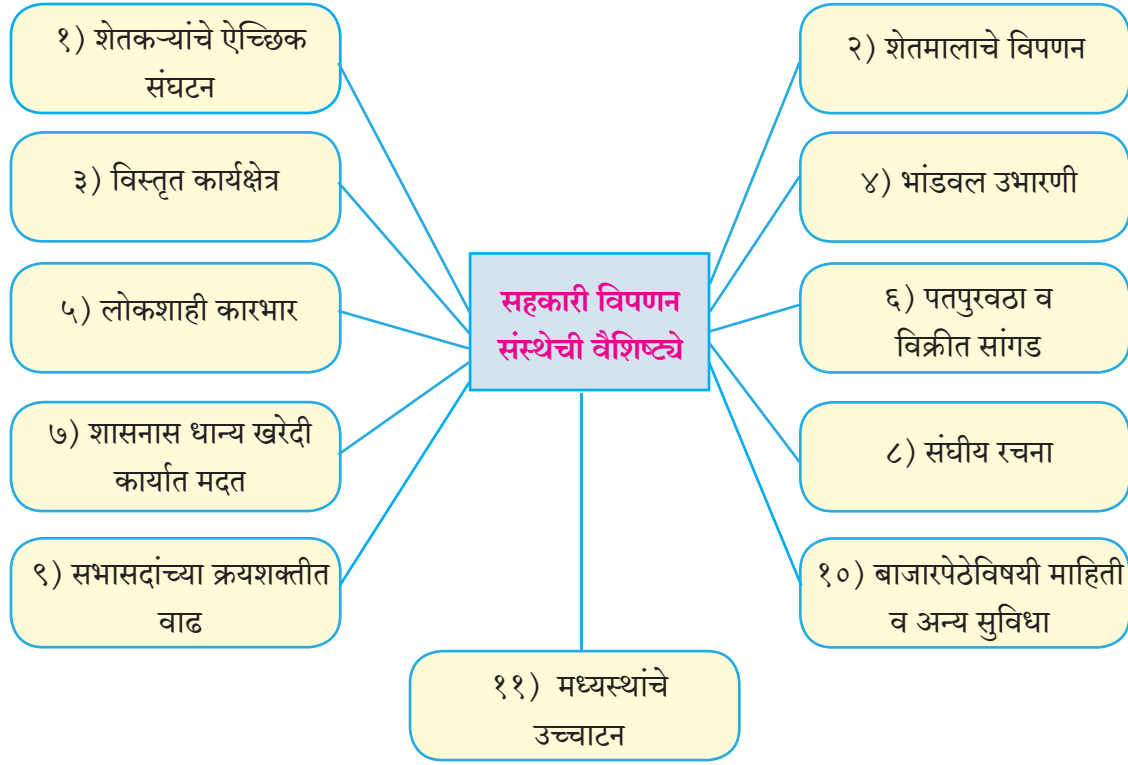 १) शेतकऱ्यांचे ऐच्छिक
संघटन
२) शेतमालाचे विपणन
३) विस्तृत कार्यक्षेत्र
४) भांडवल उभारणी
सहकारी विपणन
संस्थेची वैशिष्ट्ये
५) लोकशाही कारभार
६) पतपुरवठा व
विक्रीत सांगड
७) शासनास धान्य खरेदी
कार्यात मदत
८) संघीय रचना
९) सभासदांच्या क्रयशक्तीत
वाढ
१०) बाजारपेठेविषयी माहिती
व अन्य सुविधा
११) मध्यस्थांचे
उच्चाटन